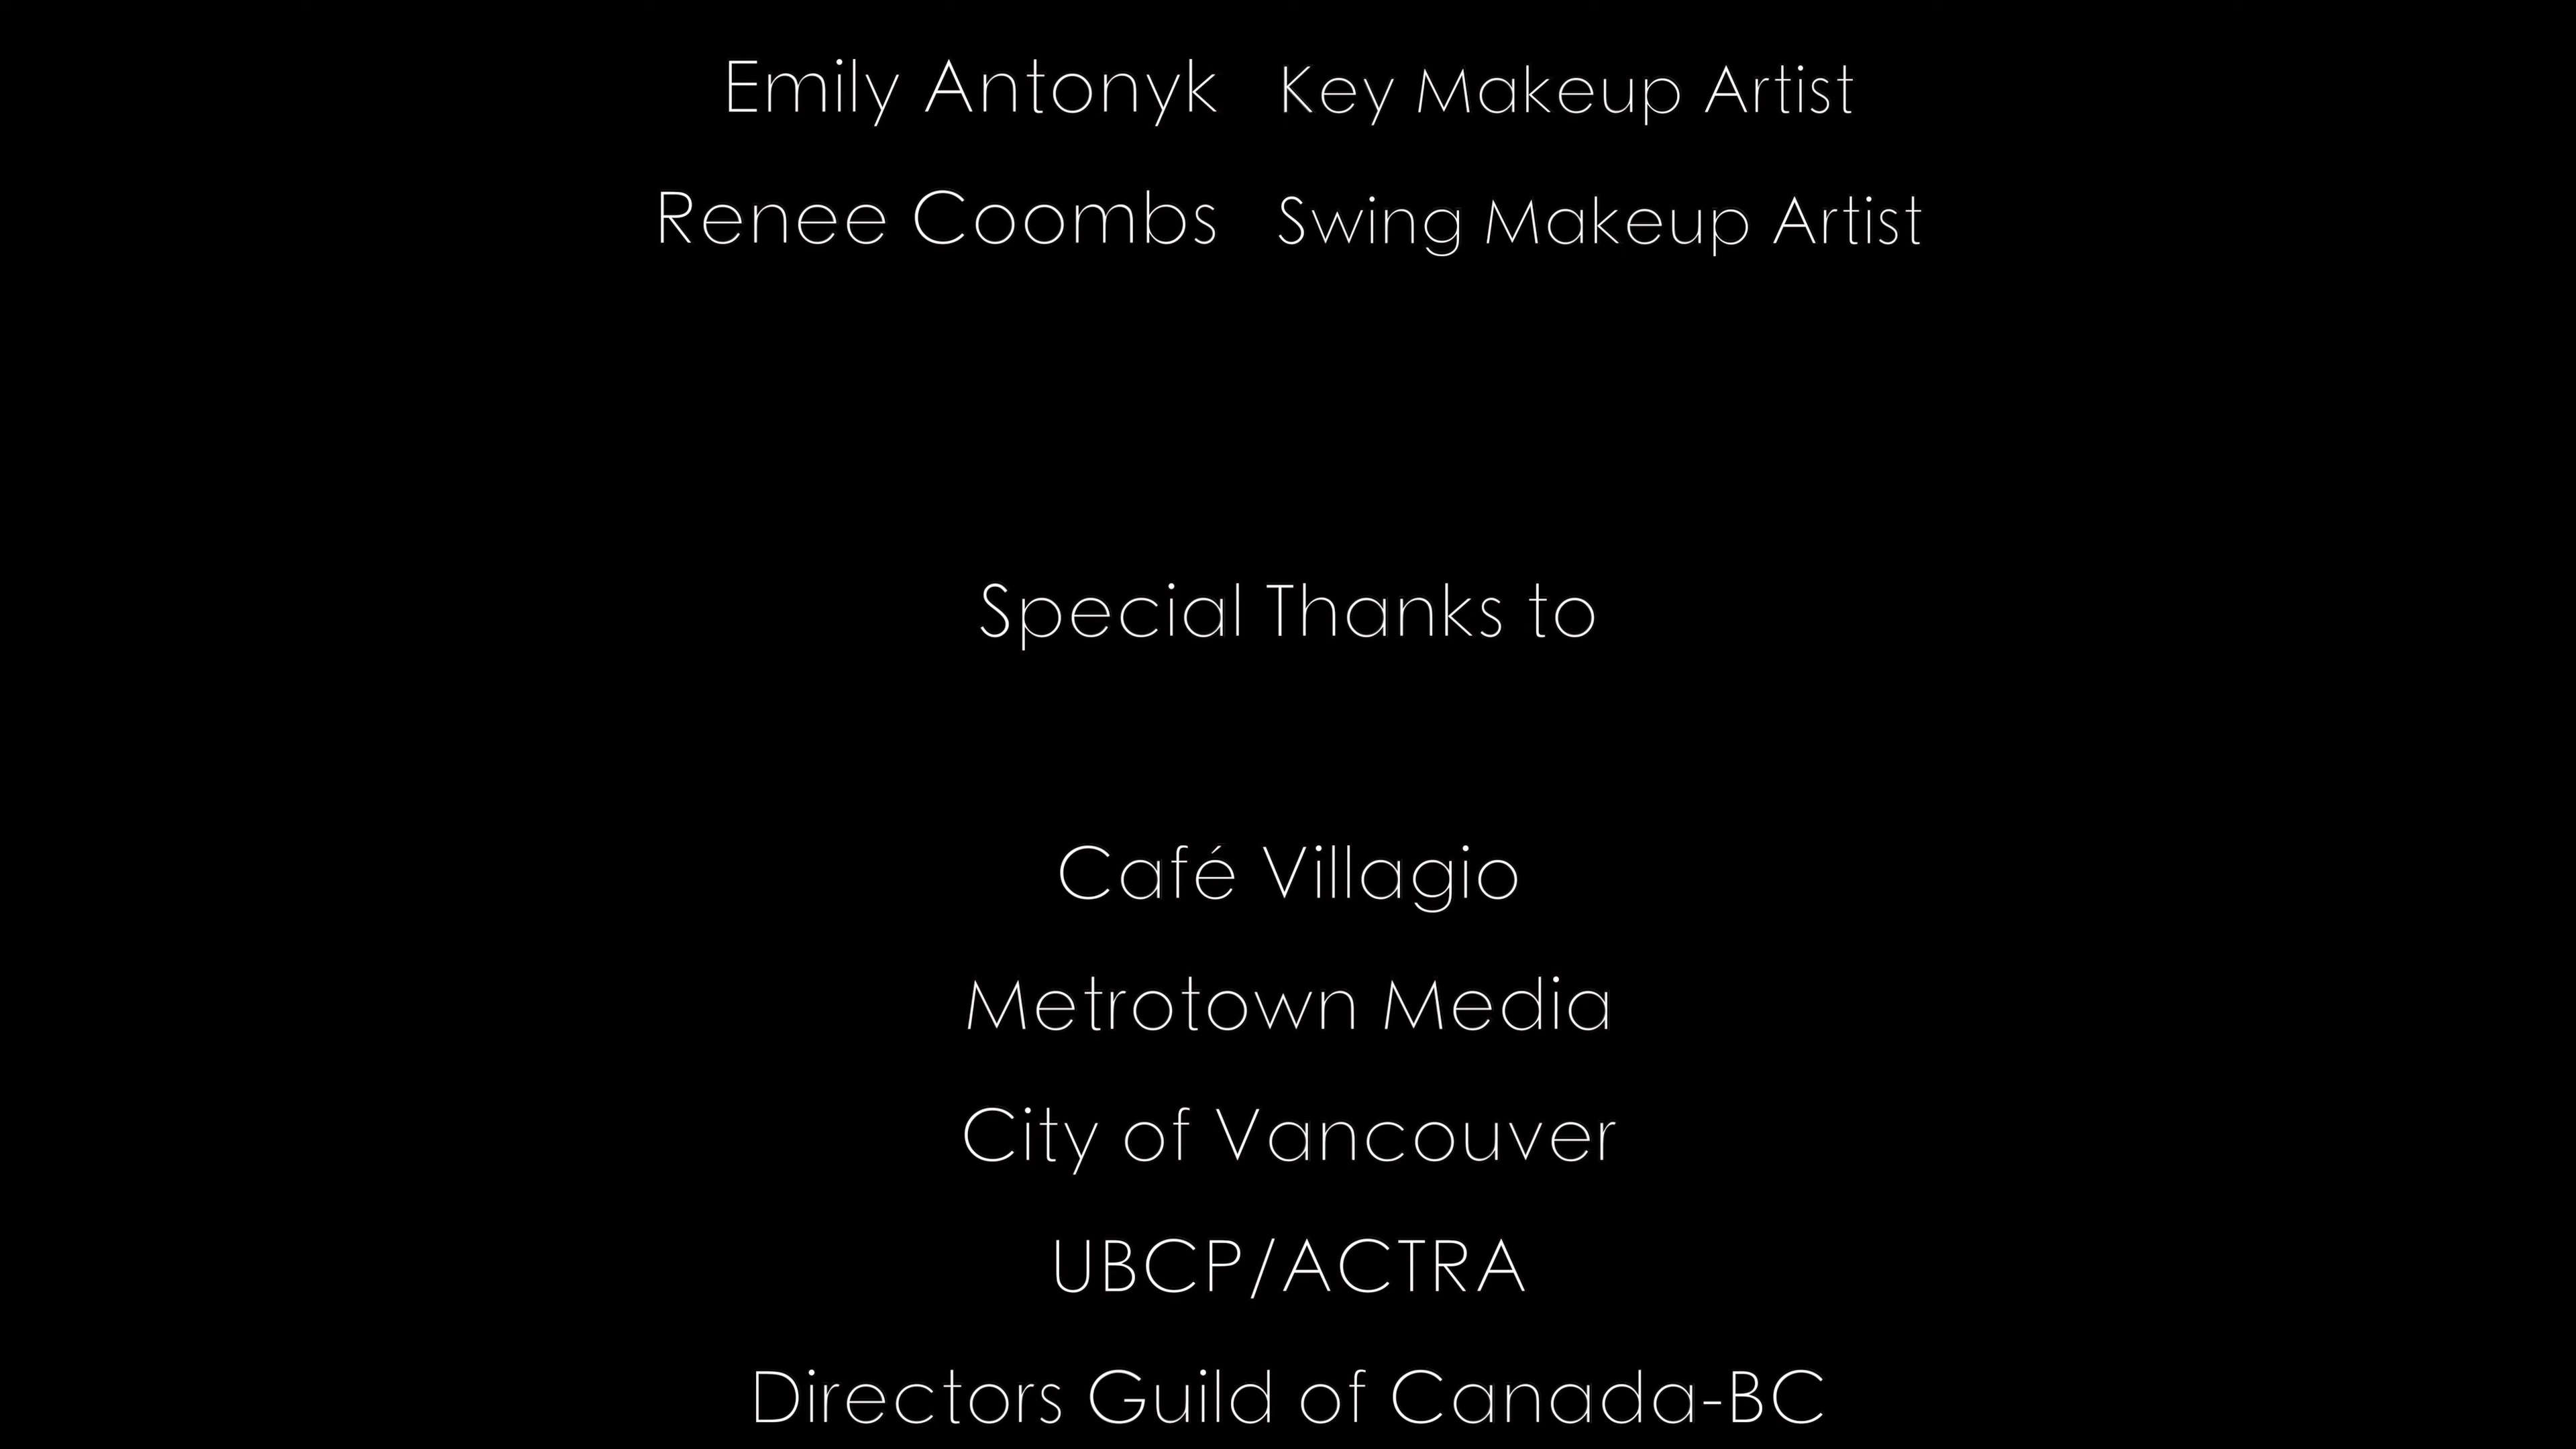 Emily Antonyk Key Makeup Artist
Renee Coombs Swing Makeup Artist
Special Thanks to
Café Villagio
Metrotown Media
City of Vancouver
UBCP/ACTRA
Directors Guild of Canada-BC